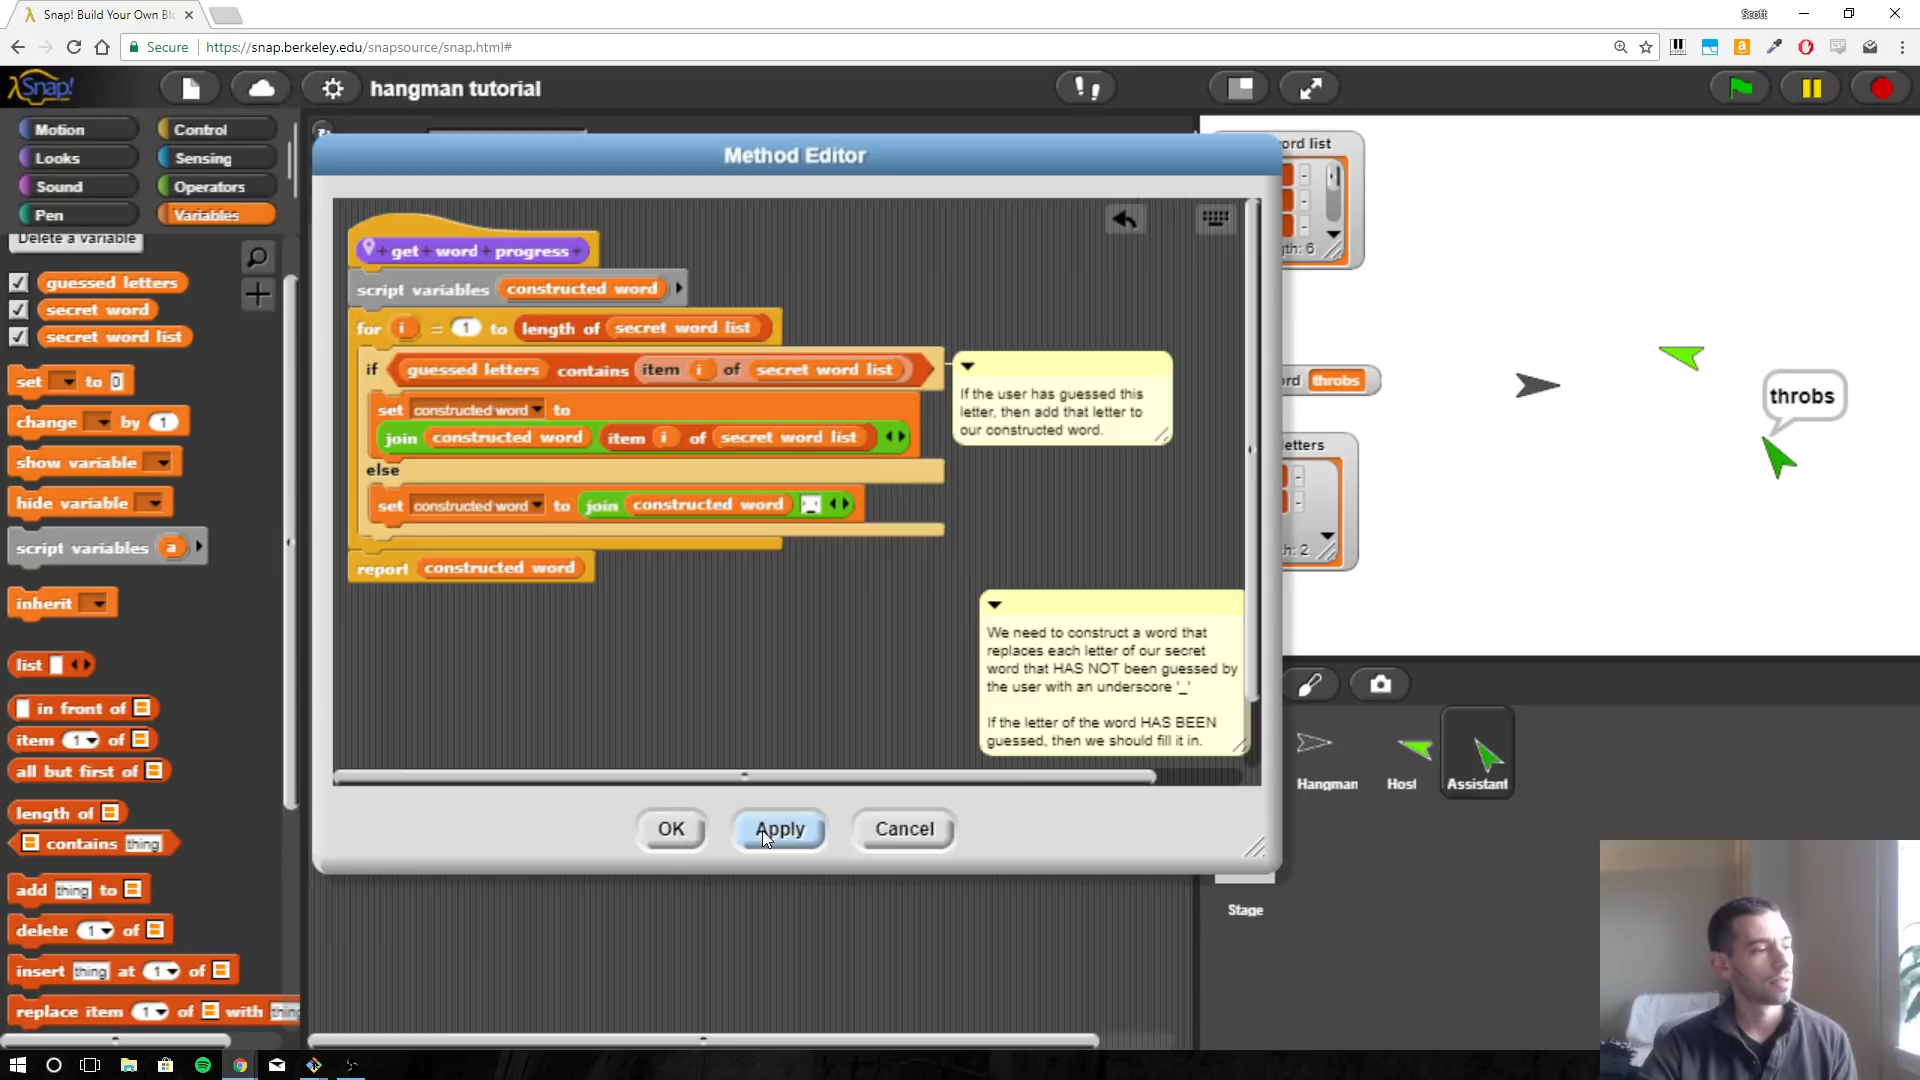 Snap! Build Your Own Blo
Scott
Secure
https://snap.berkeley.edu/snapsource/snap.html#
Snap!
hangman tutorial
Motion
Control
Looks
Sensing
Sound
Operators
Pen
Variables
Delete a variable
guessed letters
secret word
secret word list
set to 0
change by 1
show variable
hide variable
script variables a
inherit
list
in front of
item 1 of
all but first of
length of
contains thing
add thing to
delete 1 of
insert thing at 1 of
replace item 1 of with thing
Method Editor
+ get + word + progress +
script variables constructed word
for i = 1 to length of secret word list
if guessed letters contains item i of secret word list
set constructed word to
join constructed word item i of secret word list
else
set constructed word to join constructed word _
report constructed word
If the user has guessed this
letter, then add that letter to
our constructed word.
We need to construct a word that
replaces each letter of our secret
word that HAS NOT been guessed by
the user with an underscore '_'
If the letter of the word HAS BEEN
guessed, then we should fill it in.
OK
Apply
Cancel
ord list
th: 6
rd throbs
etters
h: 2
throbs
Hangman
Host
Assistant
Stage